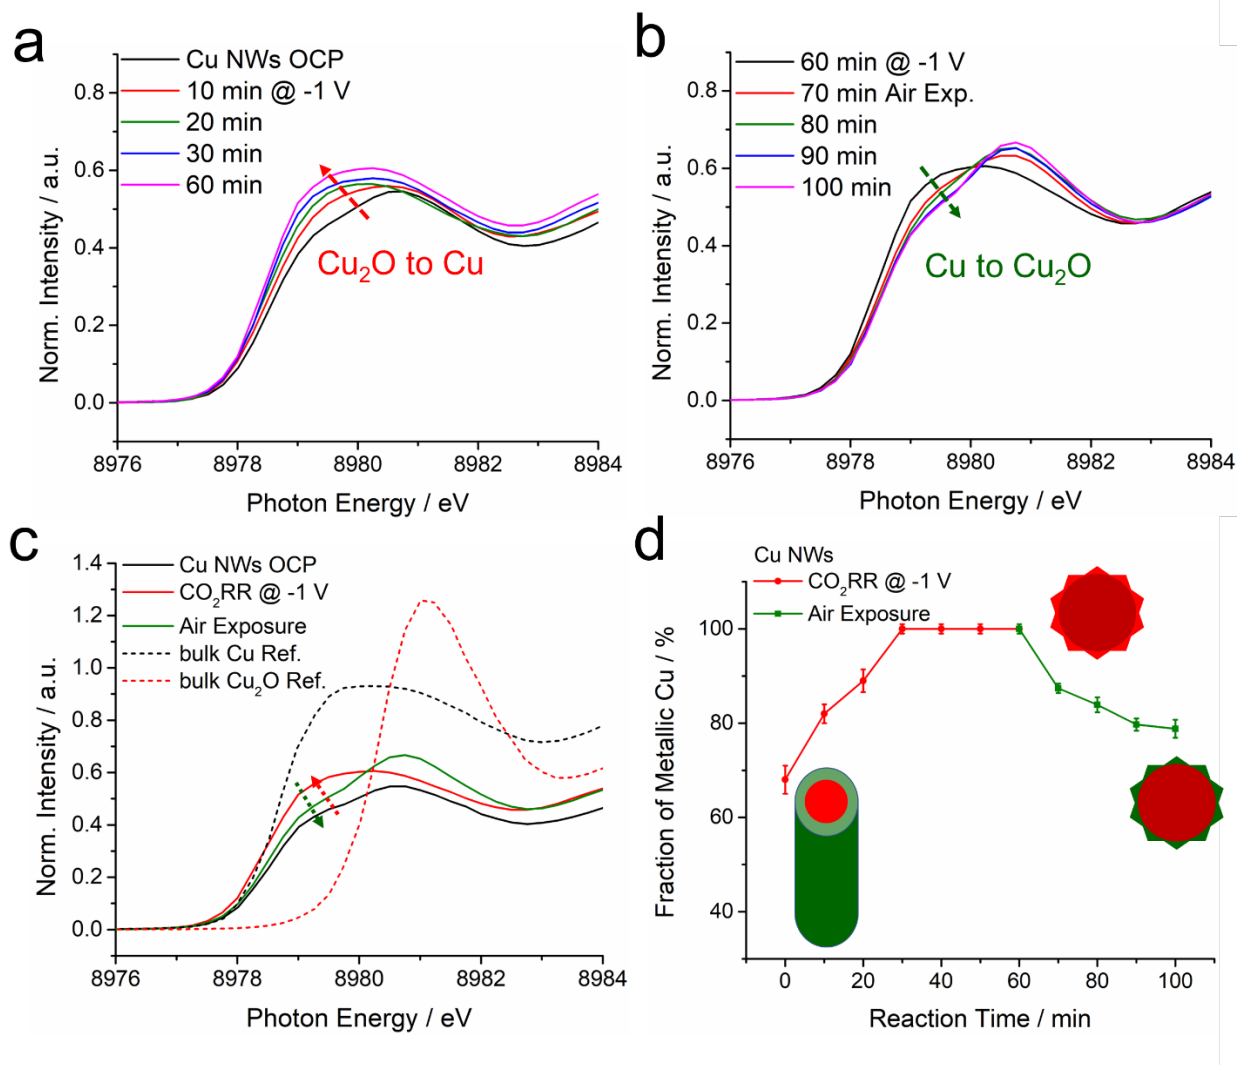 a
Cu NWs OCP
10 min @ -1 V
20 min
30 min
60 min
Cu₂O to Cu
0.8
0.6
0.4
0.2
0.0
Norm. Intensity / a.u.
8976 8978 8980 8982 8984
Photon Energy / eV
b
60 min @ -1 V
70 min Air Exp.
80 min
90 min
100 min
Cu to Cu₂O
0.8
0.6
0.4
0.2
0.0
Norm. Intensity / a.u.
8976 8978 8980 8982 8984
Photon Energy / eV
c
Cu NWs OCP
CO₂RR @ -1 V
Air Exposure
bulk Cu Ref.
bulk Cu₂O Ref.
1.4
1.2
1.0
0.8
0.6
0.4
0.2
0.0
Norm. Intensity / a.u.
8976 8978 8980 8982 8984
Photon Energy / eV
d
Cu NWs
CO₂RR @ -1 V
Air Exposure
100
80
60
40
Fraction of Metallic Cu / %
0 20 40 60 80 100
Reaction Time / min